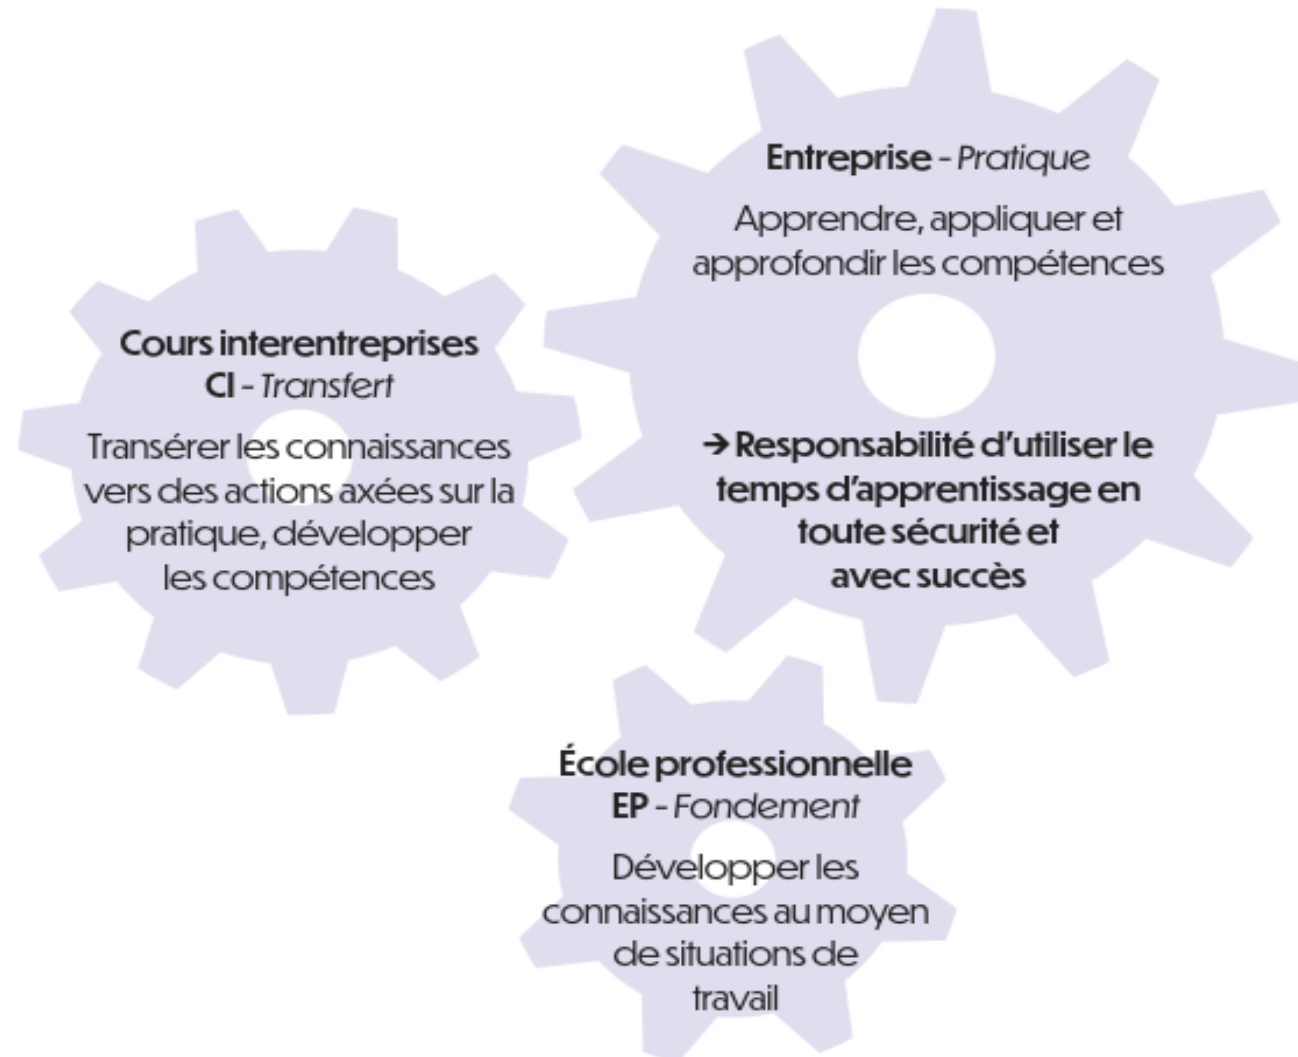 Entreprise - Pratique
Apprendre, appliquer et
approfondir les compétences
→ Responsabilité d'utiliser le
temps d'apprentissage en
toute sécurité et
avec succès
Cours interentreprises
CI - Transfert
Transérer les connaissances
vers des actions axées sur la
pratique, développer
les compétences
École professionnelle
EP - Fondement
Développer les
connaissances au moyen
de situations de
travail